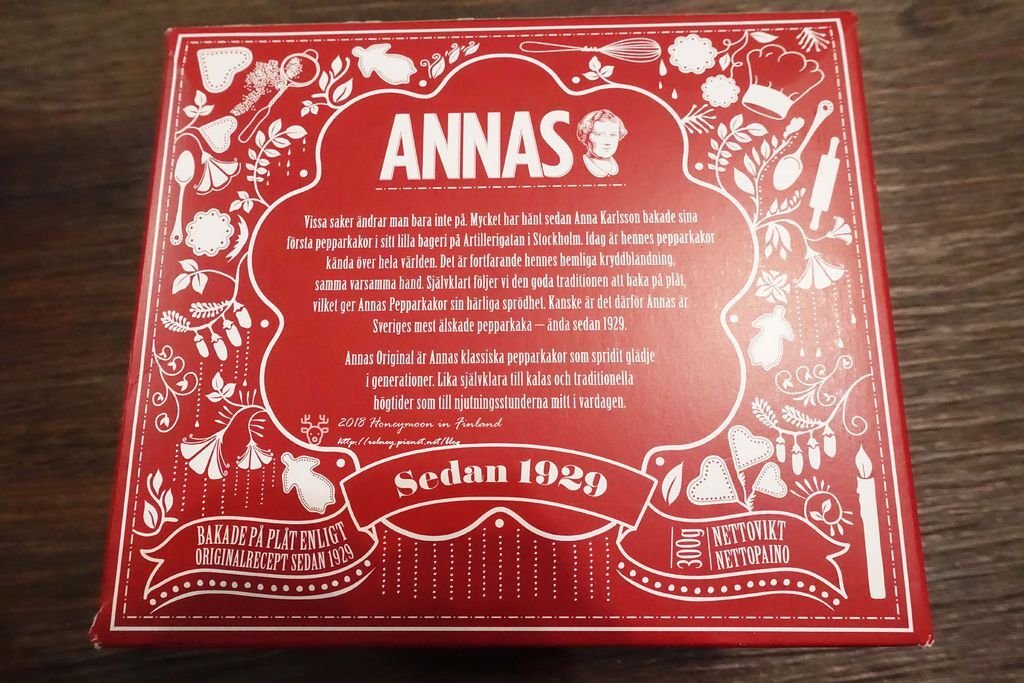 ANNAS
Vissa saker ändrar man bara inte på. Mycket har hänt sedan Anna Karlsson bakade sina
första pepparkakor i sitt lilla bageri på Artillerigatan i Stockholm. Idag är hennes pepparkakor
kända över hela världen. Det är fortfarande hennes hemliga kryddblandning,
samma varsamma hand. Självklart följer vi den goda traditionen att baka på plåt,
vilket ger Annas Pepparkakor sin härliga sprödhet. Kanske är det därför Annas är
Sveriges mest älskade pepparkaka – ända sedan 1929.
Annas Original är Annas klassiska pepparkakor som spridit glädje
i generationer. Lika självklara till kalas och traditionella
högtider som till njutningsstunderna mitt i vardagen.
2018 Honeymoon in Finland
Sedan 1929
BAKADE PÅ PLÅT ENLIGT
ORIGINALRECEPT SEDAN 1929
300g
NETTOVIKT
NETTOPAINO